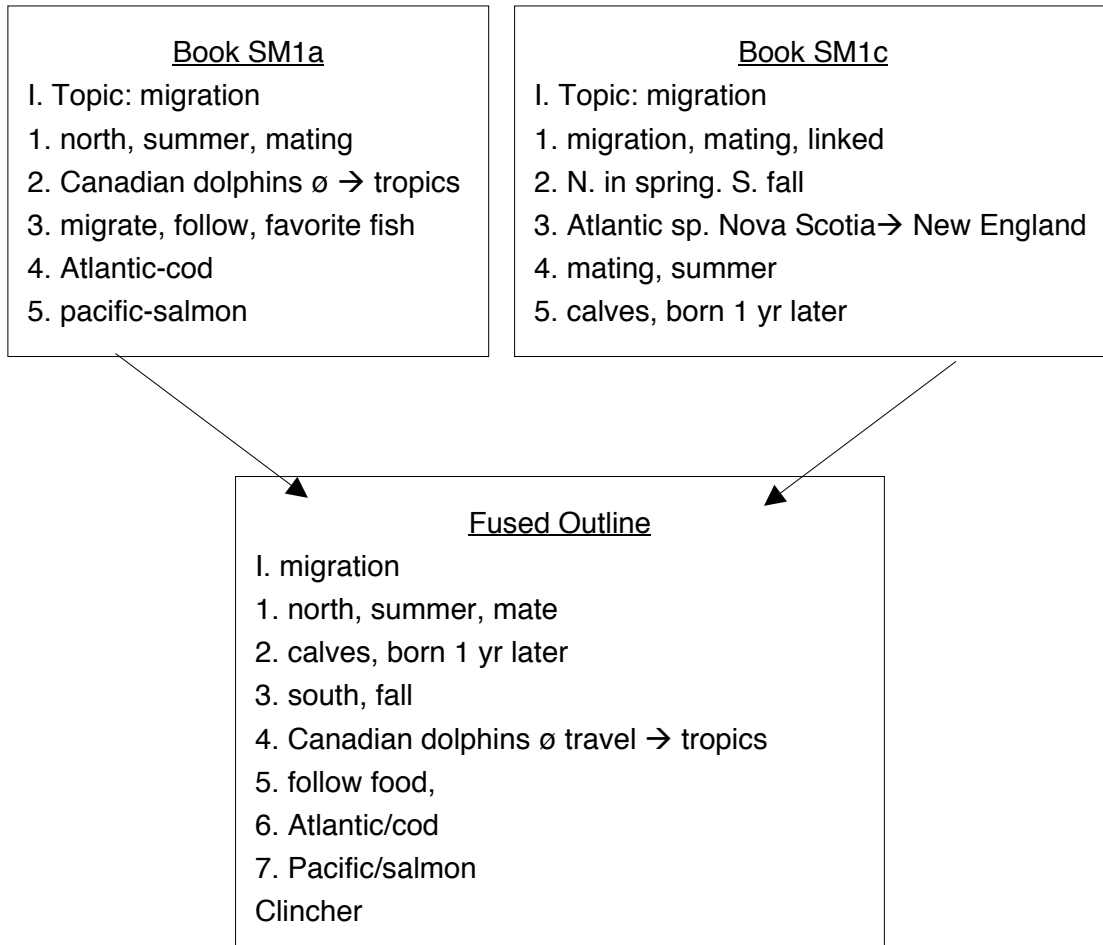 Book SM1a
I. Topic: migration
1. north, summer, mating
2. Canadian dolphins ø → tropics
3. migrate, follow, favorite fish
4. Atlantic-cod
5. pacific-salmon
Book SM1c
I. Topic: migration
1. migration, mating, linked
2. N. in spring. S. fall
3. Atlantic sp. Nova Scotia→ New England
4. mating, summer
5. calves, born 1 yr later
Fused Outline
I. migration
1. north, summer, mate
2. calves, born 1 yr later
3. south, fall
4. Canadian dolphins ø travel → tropics
5. follow food,
6. Atlantic/cod
7. Pacific/salmon
Clincher